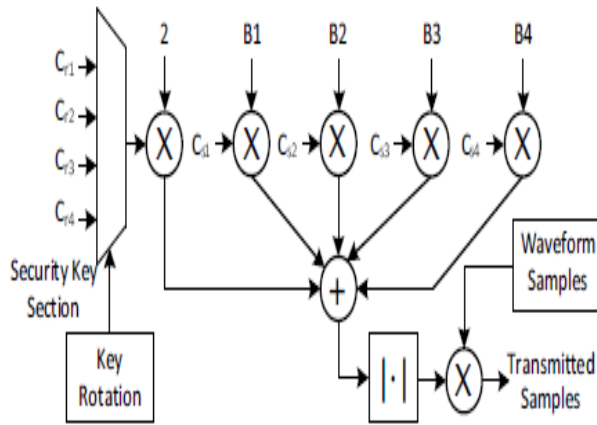 2 B1 B2 B3 B4
Cr1
Cr2
Cr3
Cr4
X X X X X
Cs1 Cs2 Cs3 Cs4
Security Key
Section
Key
Rotation
+
Waveform
Samples
|·|
X
Transmitted
Samples